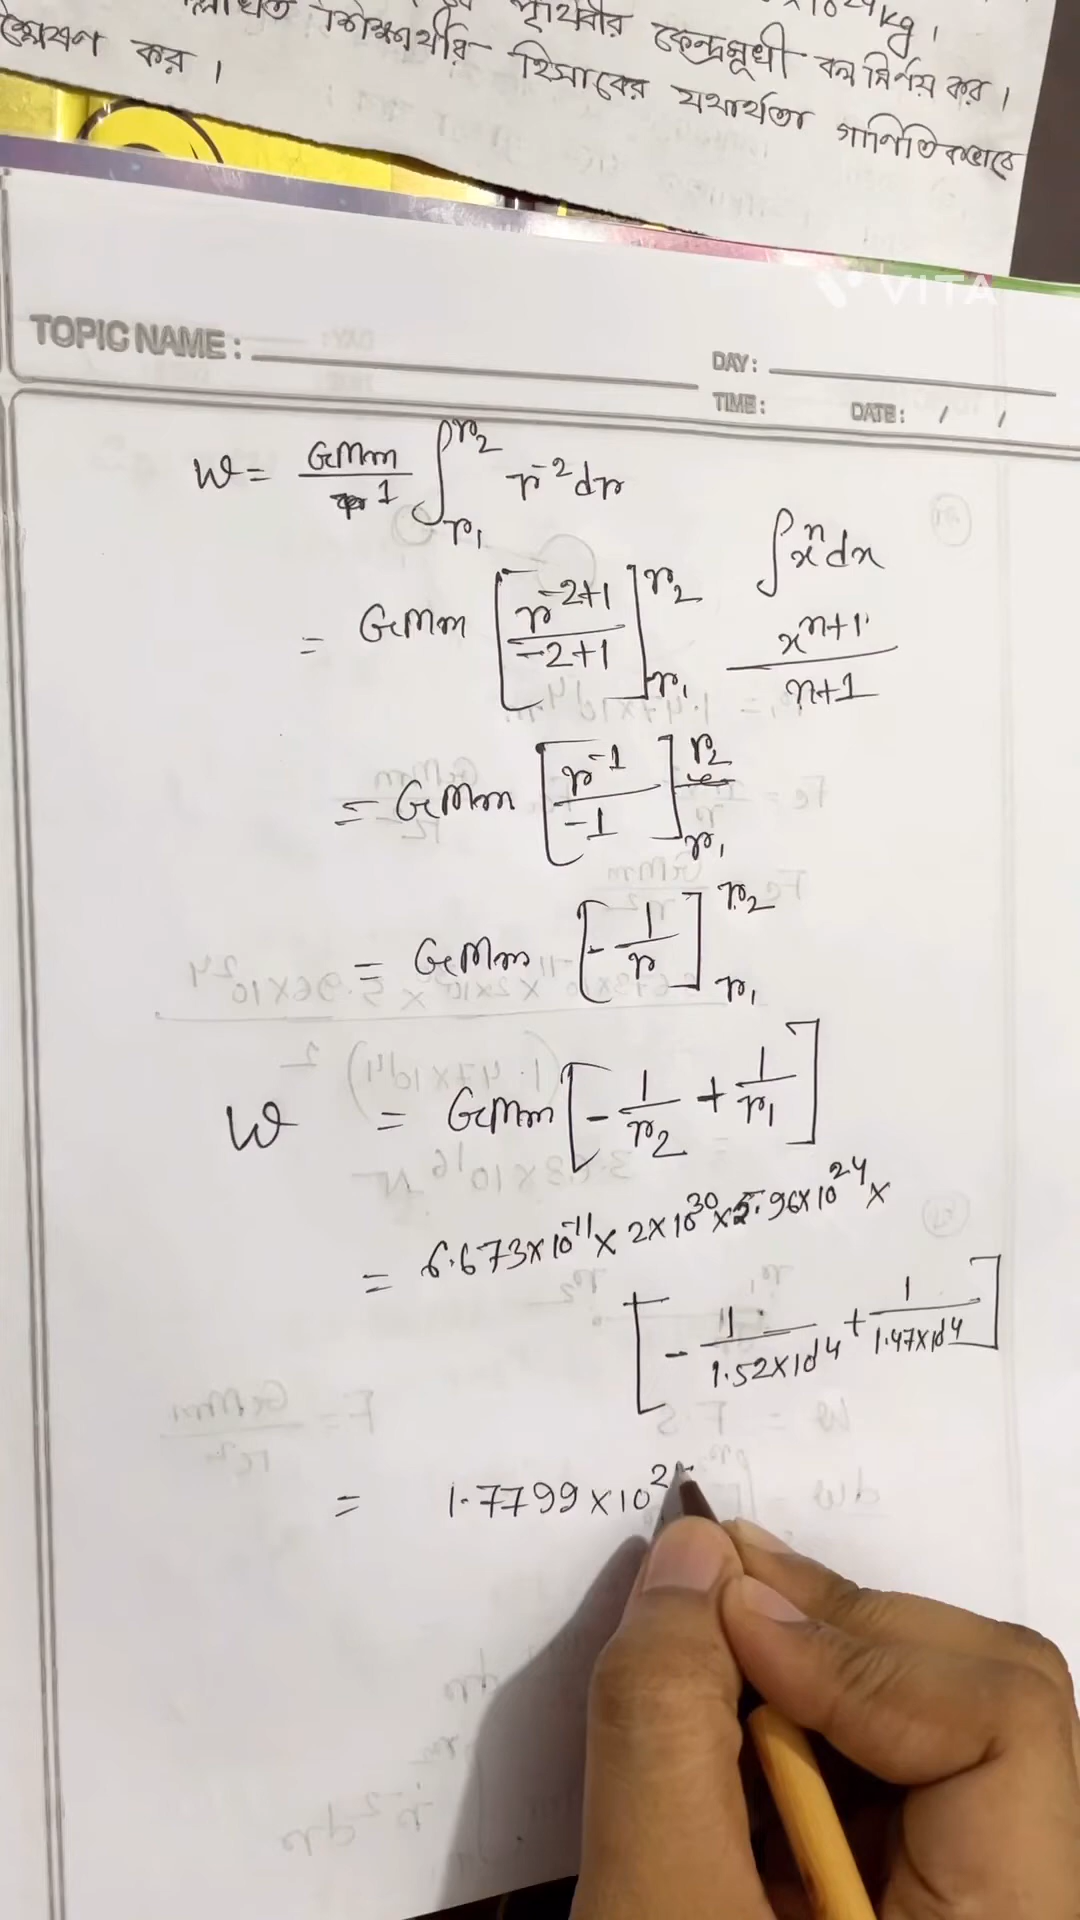 ×10²⁴kg।
পৃথিবীর কেন্দ্রমূখী বল নির্ণয় কর।
শিক্ষার্থীর হিসাবের যথার্থতা গাণিতিকভাবে
কর।
VITA
TOPIC NAME :
DAY :
TIME :
DATE : / /
W = GMm/1 ∫_{r₁}^{r₂} r⁻² dr
∫xⁿdx
= GMm [r⁻²⁺¹/-2+1]_{r₁}^{r₂}
xⁿ⁺¹/n+1
= GMm [r⁻¹/-1]_{r₁}^{r₂}
= GMm [-1/r]_{r₁}^{r₂}
W = GMm [-1/r₂ + 1/r₁]
= 6.673×10⁻¹¹ × 2×10³⁰ × 5.96×10²⁴ ×
[-1/1.52×10¹⁴ + 1/1.47×10¹⁴]
= 1.7799×10